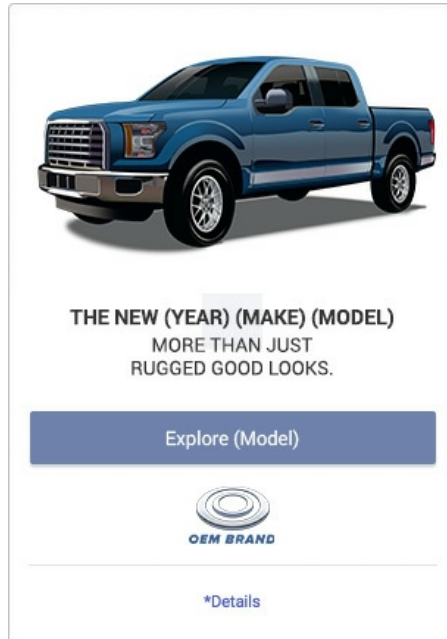 THE NEW (YEAR) (MAKE) (MODEL)
MORE THAN JUST
RUGGED GOOD LOOKS.
Explore (Model)
OEM BRAND
*Details